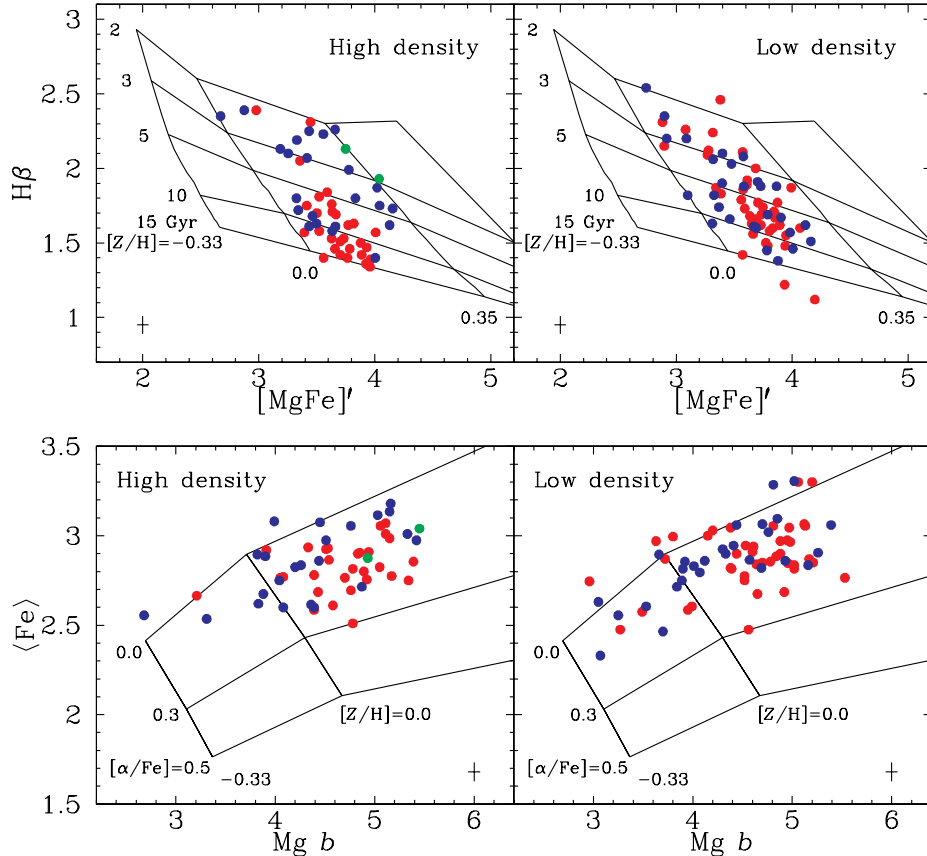 3
2.5
2
1.5
1
Hβ
High density
2
3
5
10
15 Gyr
[Z/H]=−0.33
0.0
0.35
Low density
2
3
5
10
15 Gyr
[Z/H]=−0.33
0.0
0.35
2 3 4 5
2 3 4 5
[MgFe]′
[MgFe]′
3.5
3
2.5
2
1.5
⟨Fe⟩
High density
0.0
0.3
[α/Fe]=0.5
−0.33
[Z/H]=0.0
Low density
0.0
0.3
[α/Fe]=0.5
−0.33
[Z/H]=0.0
3 4 5 6
3 4 5 6
Mg b
Mg b